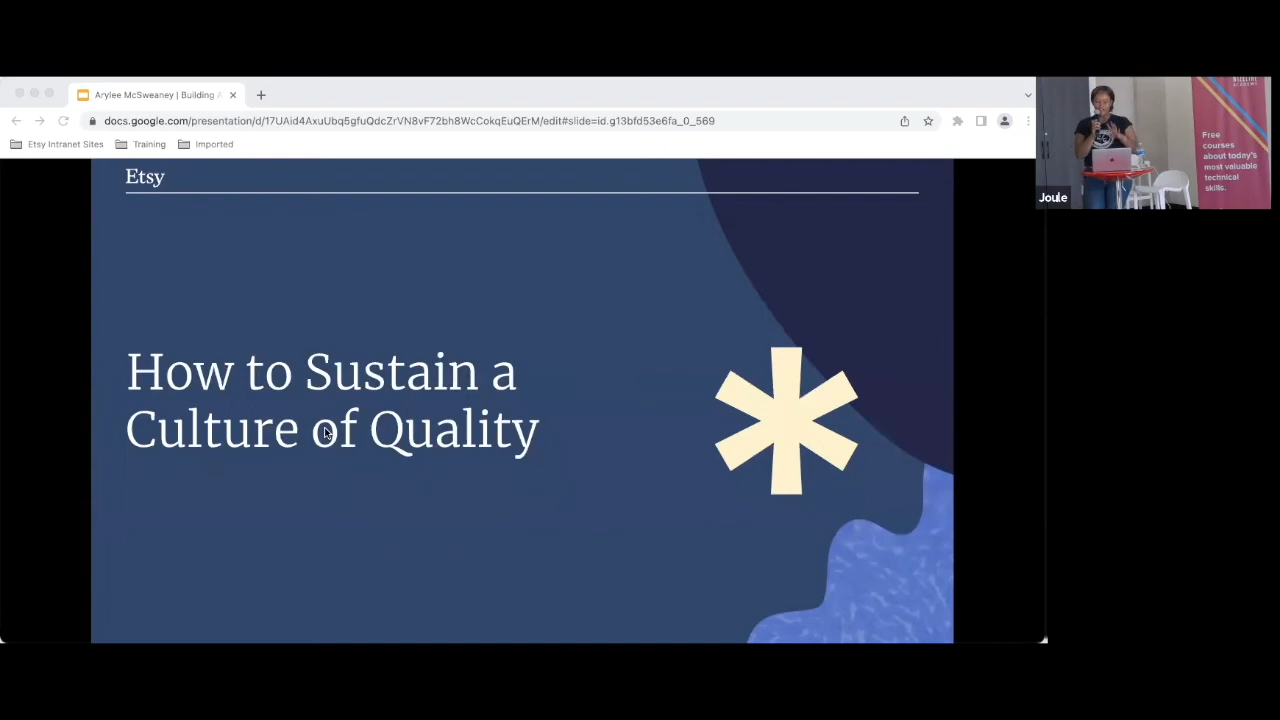 Arylee McSweaney | Building A
docs.google.com/presentation/d/17UAid4AxuUbq5gfuQdcZrVN8vF72bh8WcCokqEuQErM/edit#slide=id.g13bfd53e6fa_0_569
Etsy Intranet Sites
Training
Imported
Etsy
How to Sustain a
Culture of Quality
ACADEMY
Free
courses
about today's
most valuable
technical
skills.
Joule